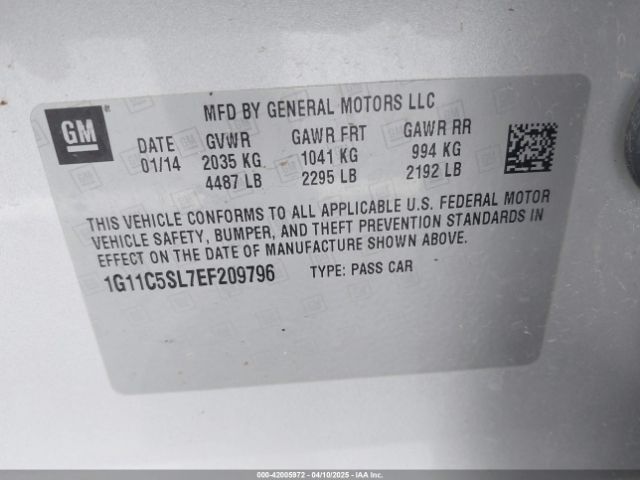 GM
MFD BY GENERAL MOTORS LLC
DATE GVWR GAWR FRT GAWR RR
01/14 2035 KG 1041 KG 994 KG
4487 LB 2295 LB 2192 LB
THIS VEHICLE CONFORMS TO ALL APPLICABLE U.S. FEDERAL MOTOR
VEHICLE SAFETY, BUMPER, AND THEFT PREVENTION STANDARDS IN
EFFECT ON THE DATE OF MANUFACTURE SHOWN ABOVE.
1G11C5SL7EF209796 TYPE: PASS CAR
000-42005972 - 04/10/2025 - IAAI.com